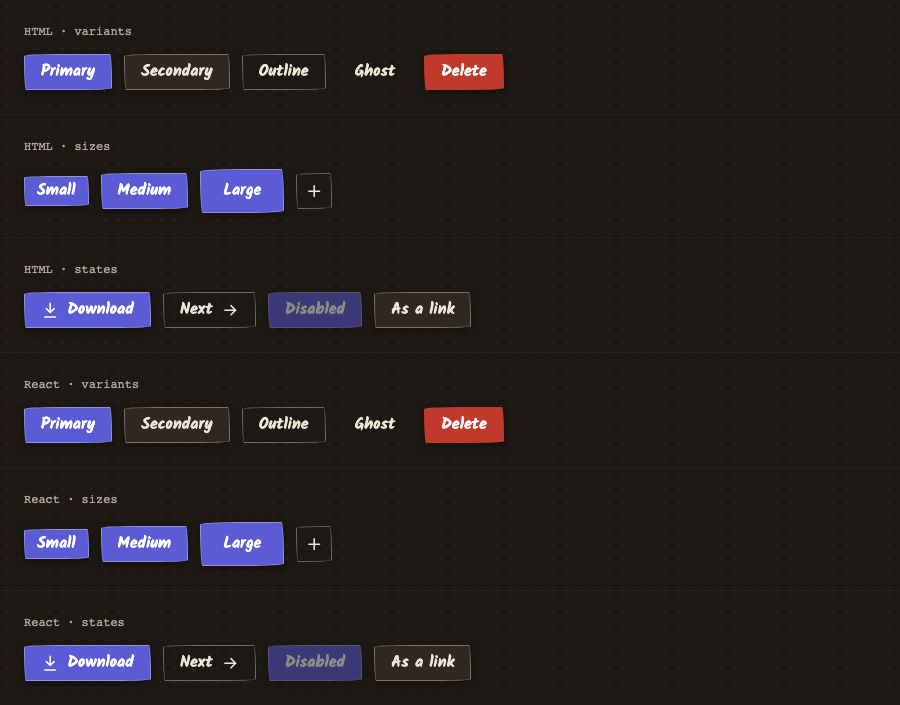 HTML · variants
Primary Secondary Outline Ghost Delete
HTML · sizes
Small Medium Large +
HTML · states
Download Next → Disabled As a link
React · variants
Primary Secondary Outline Ghost Delete
React · sizes
Small Medium Large +
React · states
Download Next → Disabled As a link